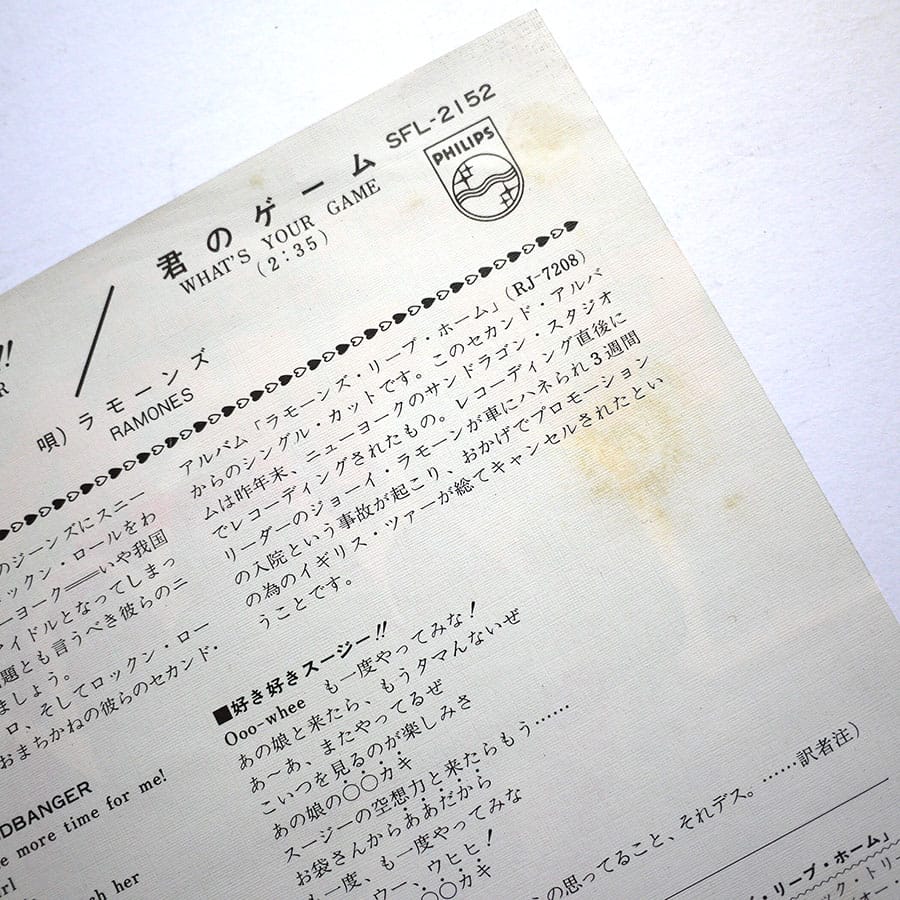 SFL-2152
PHILIPS
君のゲーム
WHAT'S YOUR GAME
(2:35)
!!
R
唄) ラモーンズ
RAMONES
のジーンズにスニー
ックン・ロールをわ
ーヨーク──いや我国
アイドルとなってしまっ
題とも言うべき彼らのニ
ましょう。
ロ、そしてロックン・ロー
おまちかねの彼らのセカンド・
アルバム「ラモーンズ・リーブ・ホーム」(RJ-7208)
からのシングル・カットです。このセカンド・アルバ
ムは昨年末、ニューヨークのサンドラゴン・スタジオ
でレコーディングされたもの。レコーディング直後に
リーダーのジョーイ・ラモーンが車にハネられ3週間
の入院という事故が起こり、おかげでプロモーション
の為のイギリス・ツァーが総てキャンセルされたとい
うことです。
DBANGER
more time for me!
irl
her
■好き好きスージー!!
Ooo-whee も一度やってみな!
あの娘と来たら、もうタマんないぜ
あ〜あ、またやってるぜ
こいつを見るのが楽しみさ
あの娘の○○カキ
スージーの空想力と来たらもう……
お袋さんからああだから
も一度、も一度やってみな
ウー、ウヒヒ!
○○カキ
の思ってること、それデス。……訳者注)
・リーブ・ホーム」
ック・トリー